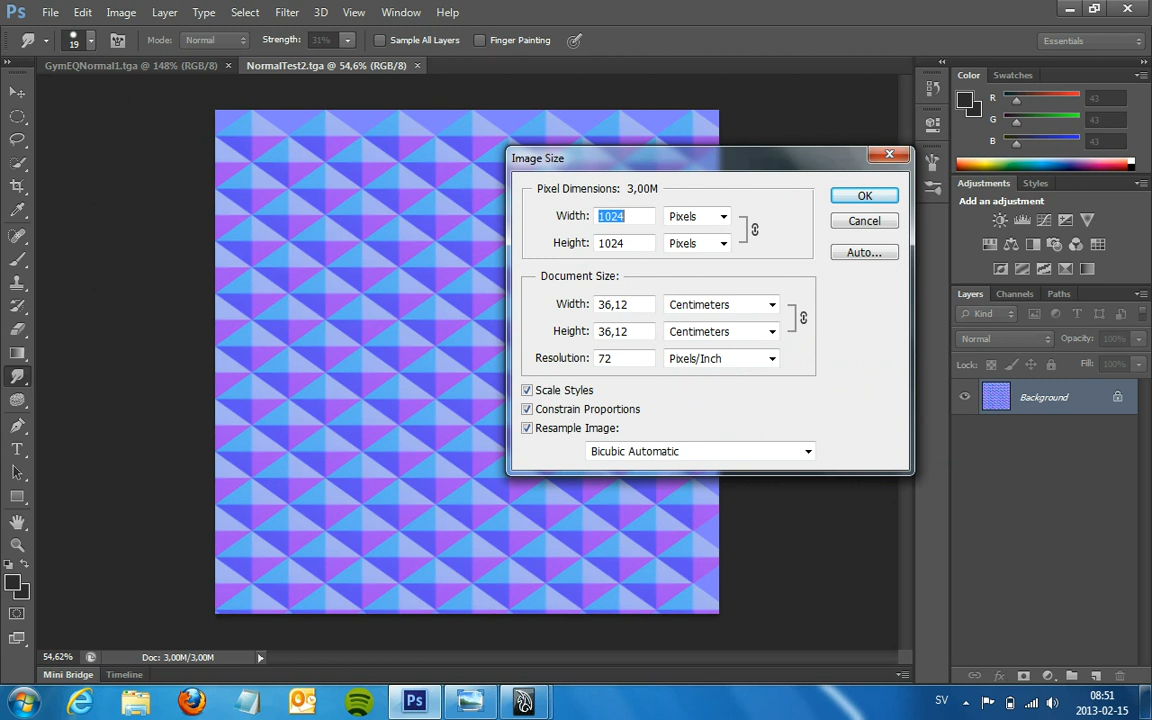 Ps File Edit Image Layer Type Select Filter 3D View Window Help
19 Mode: Normal Strength: 31% Sample All Layers Finger Painting Essentials
GymEQNormal1.tga @ 148% (RGB/8) × NormalTest2.tga @ 54,6% (RGB/8) ×
Color Swatches
R 43
G 43
B 43
Image Size
Pixel Dimensions: 3,00M
Width: 1024 Pixels
Height: 1024 Pixels
OK
Cancel
Auto...
Document Size:
Width: 36,12 Centimeters
Height: 36,12 Centimeters
Resolution: 72 Pixels/Inch
Scale Styles
Constrain Proportions
Resample Image:
Bicubic Automatic
Adjustments Styles
Add an adjustment
Layers Channels Paths
Kind
Normal Opacity: 100%
Lock: Fill: 100%
Background
54,62% Doc: 3,00M/3,00M
Mini Bridge Timeline
Ps
SV 08:51
2013-02-15